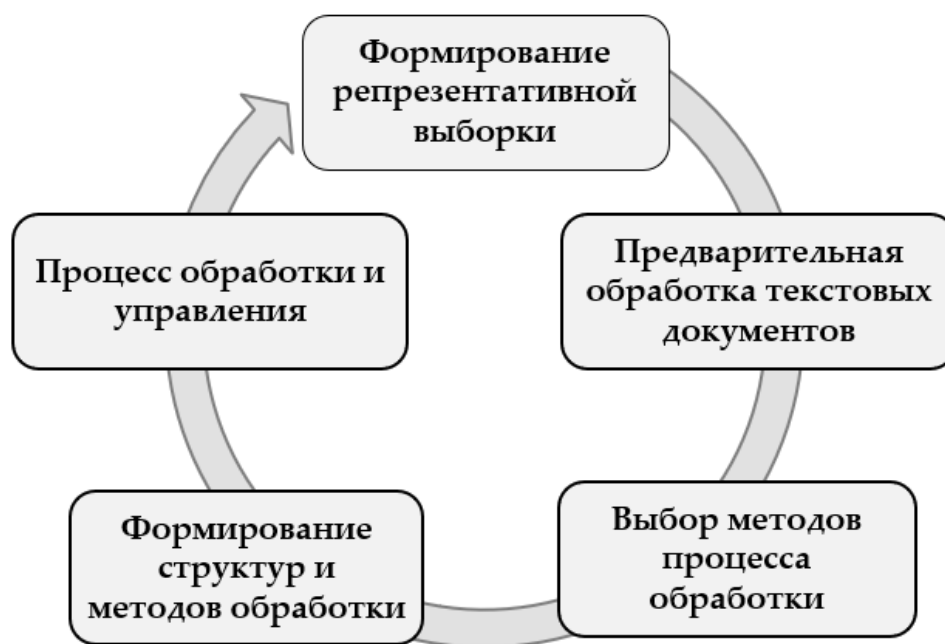 Формирование
репрезентативной
выборки
Предварительная
обработка текстовых
документов
Выбор методов
процесса
обработки
Формирование
структур и
методов обработки
Процесс обработки и
управления